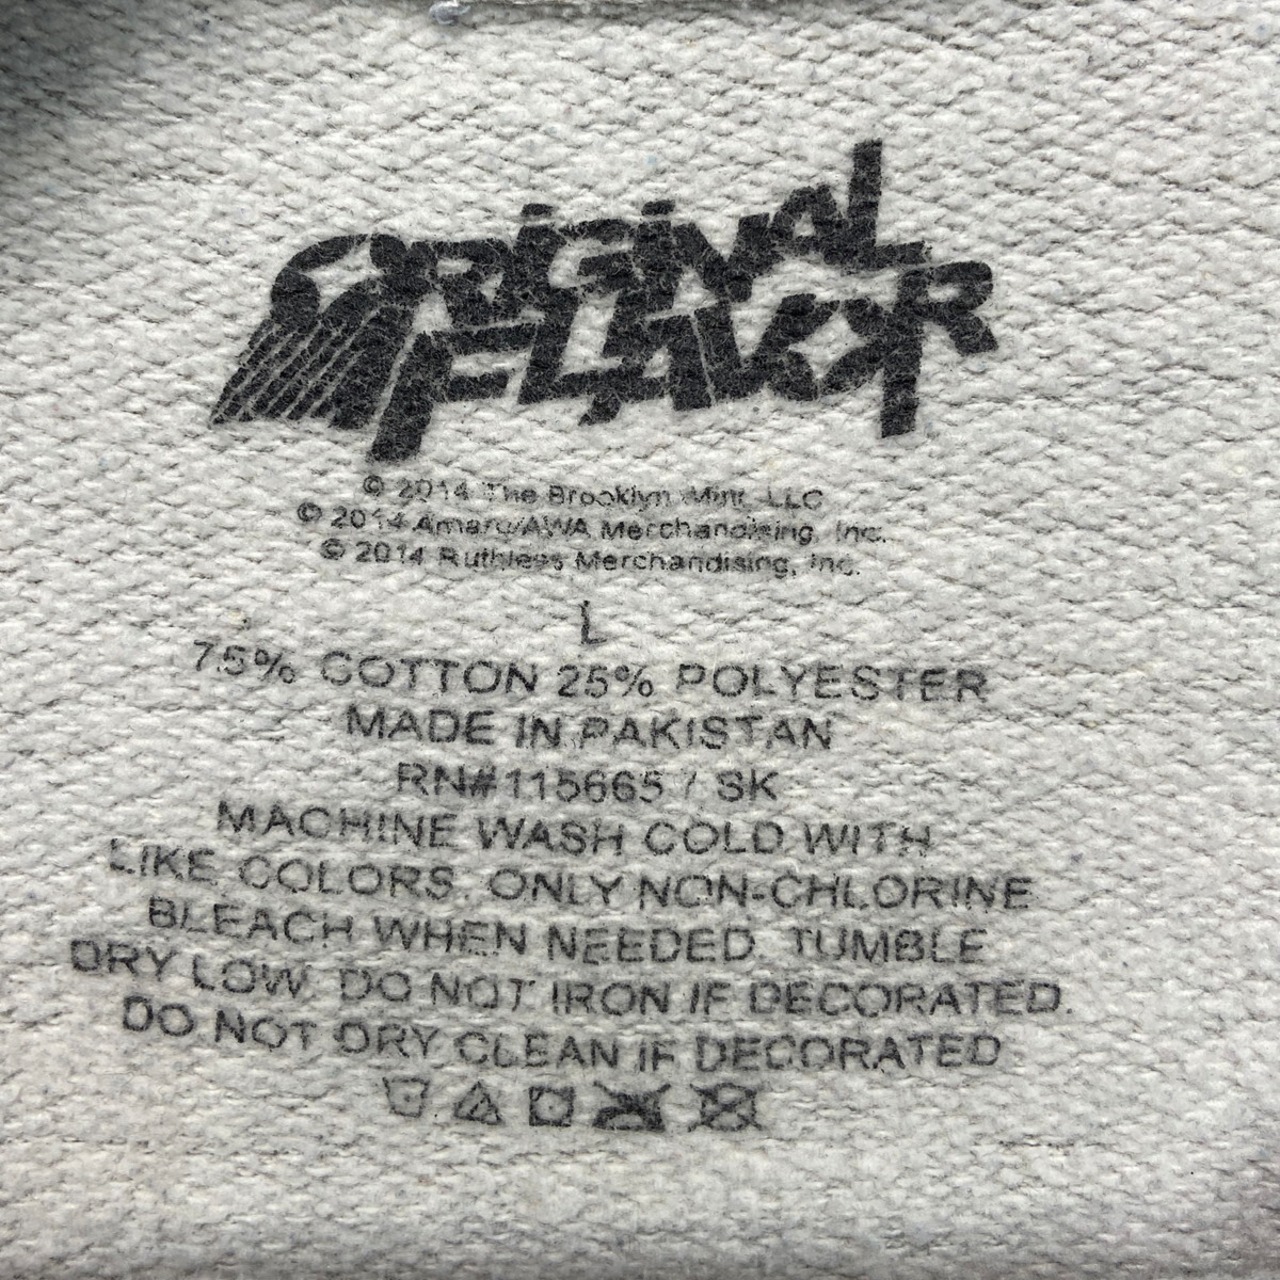 ORiGiNAL
FLAVOR
© 2014 The Brooklyn Mint, LLC
© 2014 Amaru/AWA Merchandising, Inc.
© 2014 Ruthless Merchandising, Inc.
L
75% COTTON 25% POLYESTER
MADE IN PAKISTAN
RN#115665 / SK
MACHINE WASH COLD WITH
LIKE COLORS. ONLY NON-CHLORINE
BLEACH WHEN NEEDED. TUMBLE
DRY LOW. DO NOT IRON IF DECORATED.
DO NOT DRY CLEAN IF DECORATED